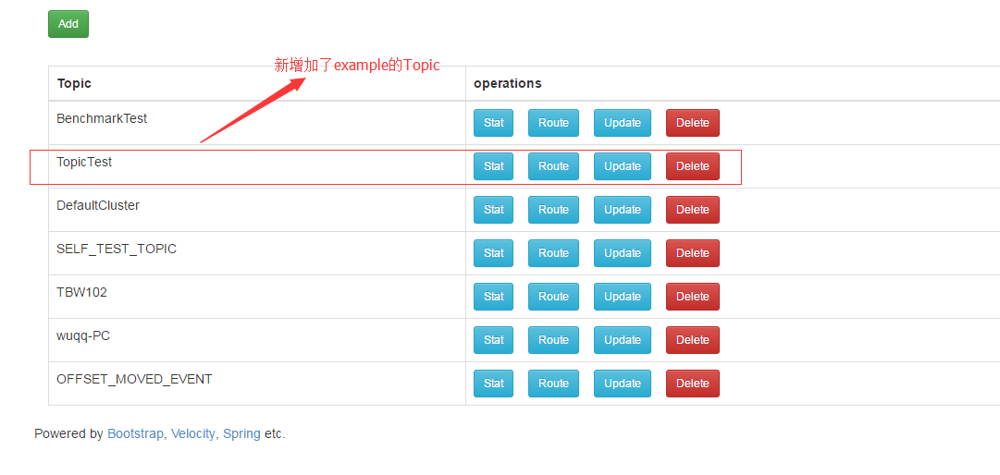 Add
新增加了example的Topic
Topic operations
BenchmarkTest Stat Route Update Delete
TopicTest Stat Route Update Delete
DefaultCluster Stat Route Update Delete
SELF_TEST_TOPIC Stat Route Update Delete
TBW102 Stat Route Update Delete
wuqq-PC Stat Route Update Delete
OFFSET_MOVED_EVENT Stat Route Update Delete
Powered by Bootstrap, Velocity, Spring etc.